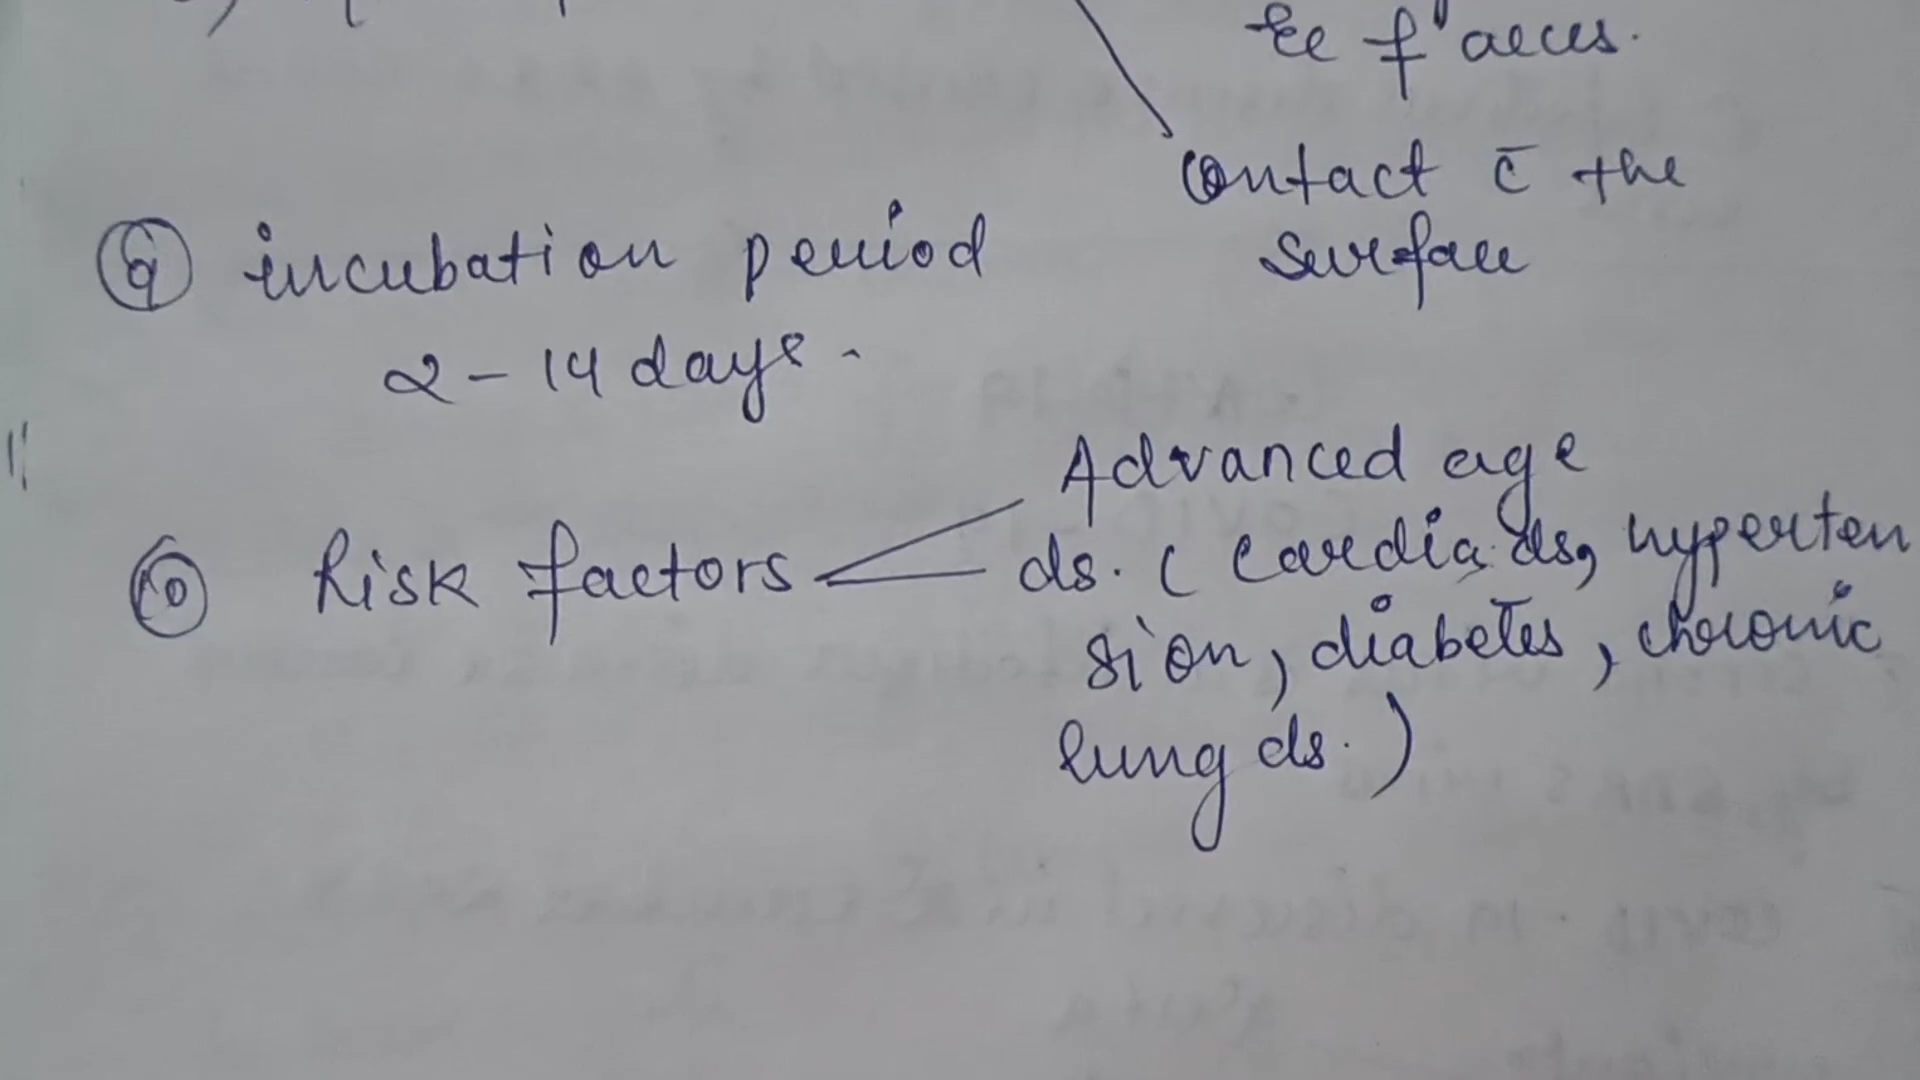 contact c̄ the
surface
⑨ incubation period
2 - 14 days.
⑩ Risk factors
Advanced age
ds. ( Cardiac ds, hyperten
sion, diabetes, chronic
lung ds. )